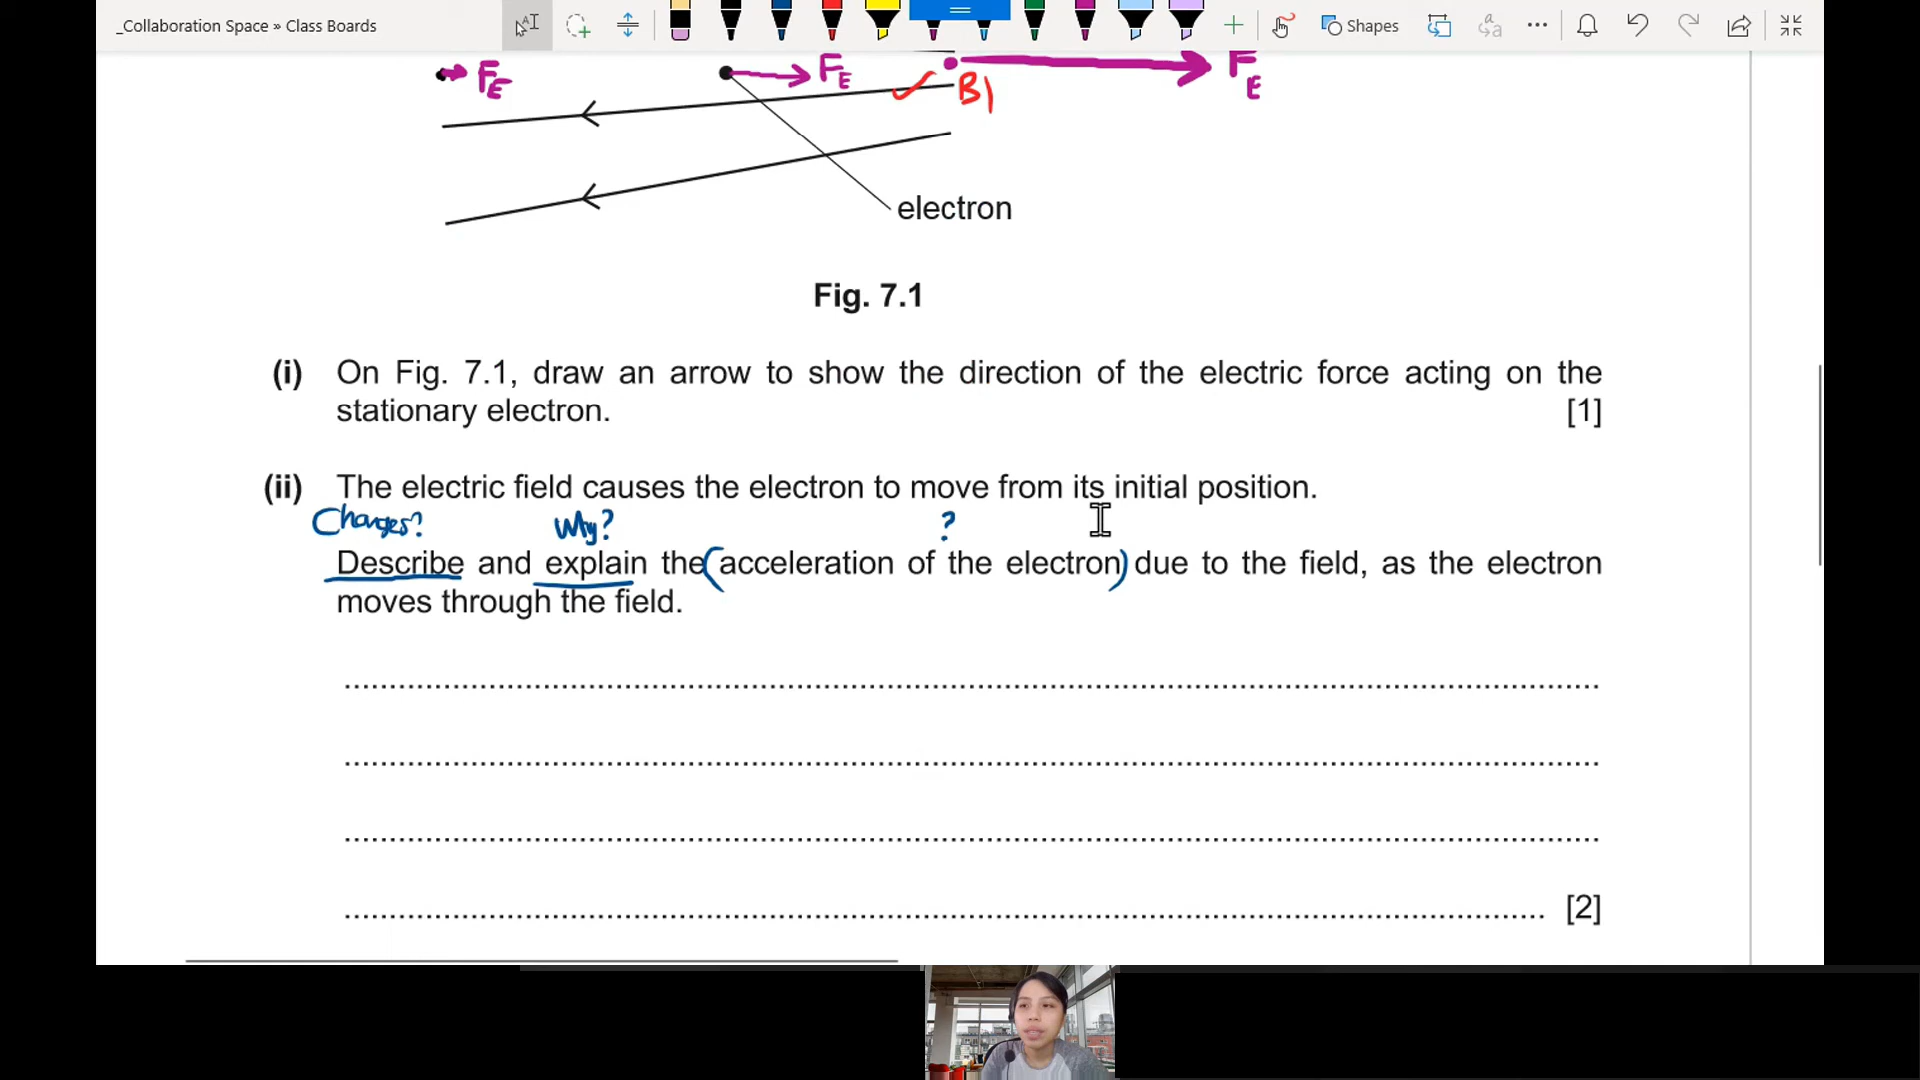 _Collaboration Space » Class Boards
Shapes
FE
FE
B1
FE
electron
Fig. 7.1
(i) On Fig. 7.1, draw an arrow to show the direction of the electric force acting on the
stationary electron. [1]
(ii) The electric field causes the electron to move from its initial position.
Changes? Why? ?
Describe and explain the (acceleration of the electron) due to the field, as the electron
moves through the field.
[2]